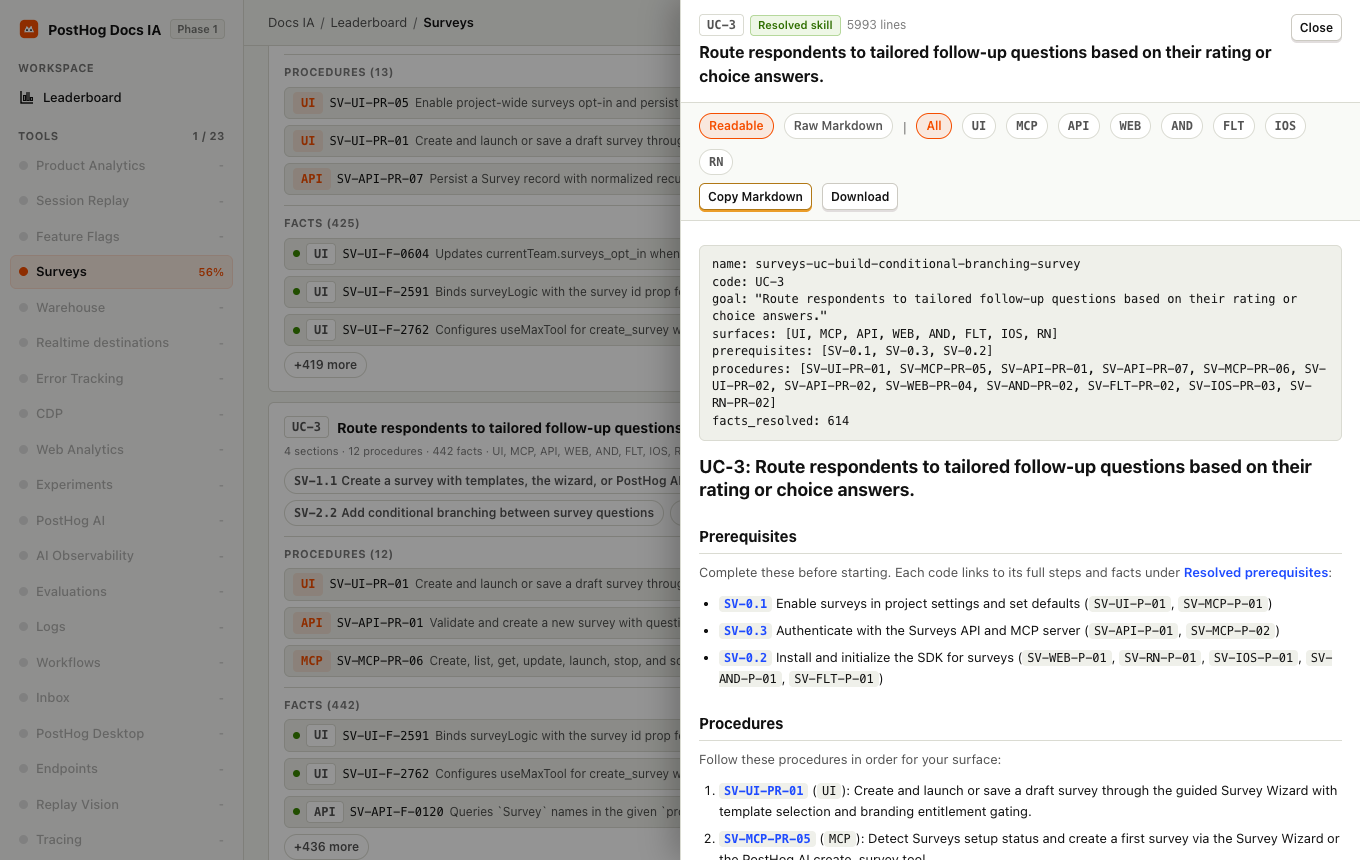 PostHog Docs IA
Phase 1
WORKSPACE
Leaderboard
TOOLS 1 / 23
Product Analytics -
Session Replay -
Feature Flags -
Surveys 56%
Warehouse -
Realtime destinations -
Error Tracking -
CDP -
Web Analytics -
Experiments -
PostHog AI -
AI Observability -
Evaluations -
Logs -
Workflows -
Inbox -
PostHog Desktop -
Endpoints -
Replay Vision -
Tracing -
Docs IA / Leaderboard / Surveys
PROCEDURES (13)
UI SV-UI-PR-05 Enable project-wide surveys opt-in and persist
UI SV-UI-PR-01 Create and launch or save a draft survey throug
API SV-API-PR-07 Persist a Survey record with normalized recu
FACTS (425)
UI SV-UI-F-0604 Updates currentTeam.surveys_opt_in when
UI SV-UI-F-2591 Binds surveyLogic with the survey id prop fo
UI SV-UI-F-2762 Configures useMaxTool for create_survey w
+419 more
UC-3 Route respondents to tailored follow-up questions
4 sections · 12 procedures · 442 facts · UI, MCP, API, WEB, AND, FLT, IOS, R
SV-1.1 Create a survey with templates, the wizard, or PostHog AI
SV-2.2 Add conditional branching between survey questions
PROCEDURES (12)
UI SV-UI-PR-01 Create and launch or save a draft survey throug
API SV-API-PR-01 Validate and create a new survey with questi
MCP SV-MCP-PR-06 Create, list, get, update, launch, stop, and sc
FACTS (442)
UI SV-UI-F-2591 Binds surveyLogic with the survey id prop fo
UI SV-UI-F-2762 Configures useMaxTool for create_survey w
API SV-API-F-0120 Queries `Survey` names in the given `pro
+436 more
UC-3 Resolved skill 5993 lines
Close
Route respondents to tailored follow-up questions based on their rating or
choice answers.
Readable Raw Markdown | All UI MCP API WEB AND FLT IOS
RN
Copy Markdown Download
name: surveys-uc-build-conditional-branching-survey
code: UC-3
goal: "Route respondents to tailored follow-up questions based on their rating or
choice answers."
surfaces: [UI, MCP, API, WEB, AND, FLT, IOS, RN]
prerequisites: [SV-0.1, SV-0.3, SV-0.2]
procedures: [SV-UI-PR-01, SV-MCP-PR-05, SV-API-PR-01, SV-API-PR-07, SV-MCP-PR-06, SV-
UI-PR-02, SV-API-PR-02, SV-WEB-PR-04, SV-AND-PR-02, SV-FLT-PR-02, SV-IOS-PR-03, SV-
RN-PR-02]
facts_resolved: 614
UC-3: Route respondents to tailored follow-up questions based on their
rating or choice answers.
Prerequisites
Complete these before starting. Each code links to its full steps and facts under Resolved prerequisites:
• SV-0.1 Enable surveys in project settings and set defaults ( SV-UI-P-01 , SV-MCP-P-01 )
• SV-0.3 Authenticate with the Surveys API and MCP server ( SV-API-P-01 , SV-MCP-P-02 )
• SV-0.2 Install and initialize the SDK for surveys ( SV-WEB-P-01 , SV-RN-P-01 , SV-IOS-P-01 , SV-
AND-P-01 , SV-FLT-P-01 )
Procedures
Follow these procedures in order for your surface:
1. SV-UI-PR-01 ( UI ): Create and launch or save a draft survey through the guided Survey Wizard with
template selection and branding entitlement gating.
2. SV-MCP-PR-05 ( MCP ): Detect Surveys setup status and create a first survey via the Survey Wizard or
the PostHog AI create_survey tool.